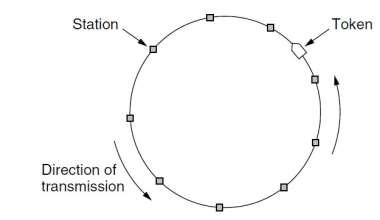 Station
Token
Direction of
transmission